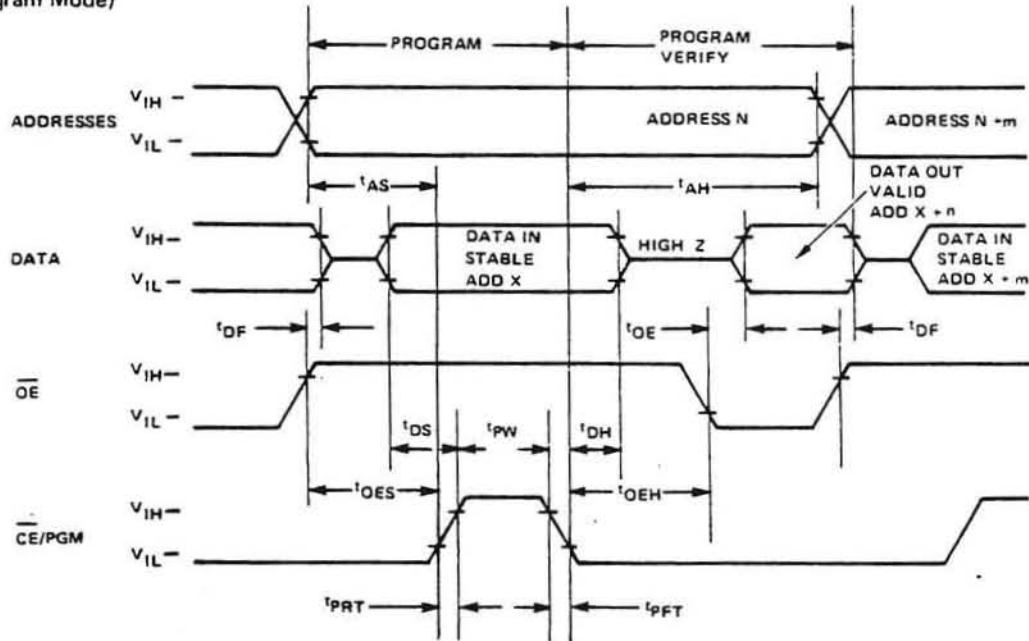 gram Mode)
PROGRAM
PROGRAM
VERIFY
ADDRESSES
VIH
VIL
ADDRESS N
ADDRESS N +m
tAS
tAH
DATA OUT
VALID
ADD X + n
DATA
VIH
VIL
DATA IN
STABLE
ADD X
HIGH Z
DATA IN
STABLE
ADD X + m
tDF
tOE
tDF
OE
VIH
VIL
tDS
tPW
tDH
tOES
tOEH
CE/PGM
VIH
VIL
tPRT
tPFT